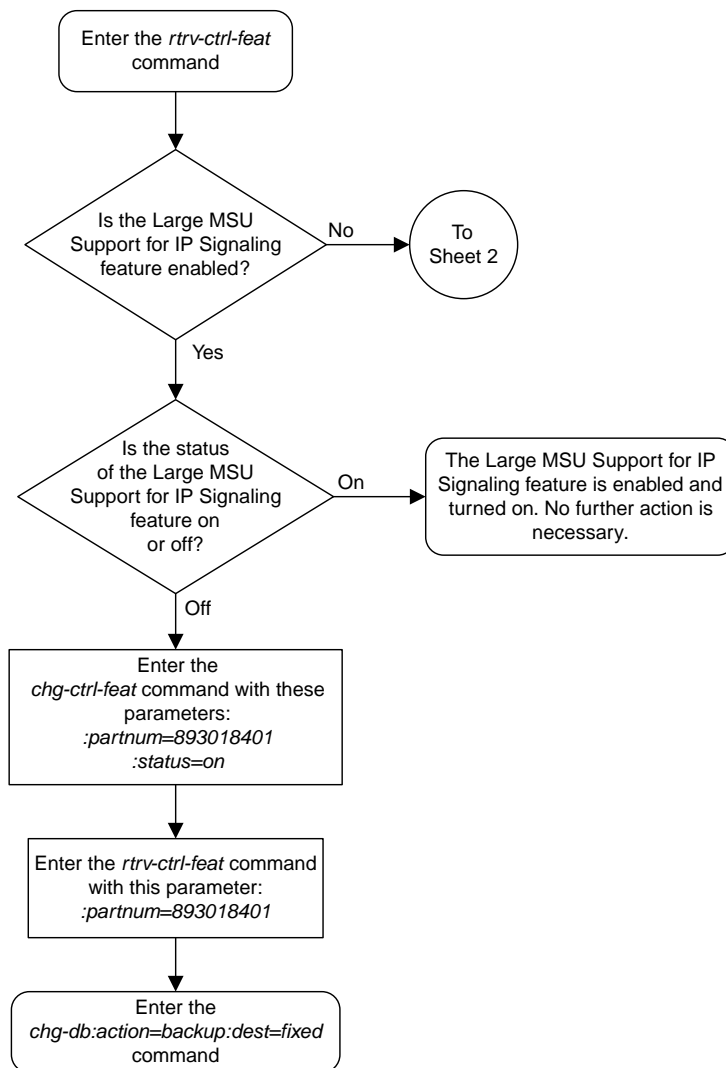 Enter the rtrv-ctrl-feat
command
Is the Large MSU
Support for IP Signaling
feature enabled?
No
To
Sheet 2
Yes
Is the status
of the Large MSU
Support for IP Signaling
feature on
or off?
On
The Large MSU Support for IP
Signaling feature is enabled and
turned on. No further action is
necessary.
Off
Enter the
chg-ctrl-feat command with these
parameters:
:partnum=893018401
:status=on
Enter the rtrv-ctrl-feat command
with this parameter:
:partnum=893018401
Enter the
chg-db:action=backup:dest=fixed
command